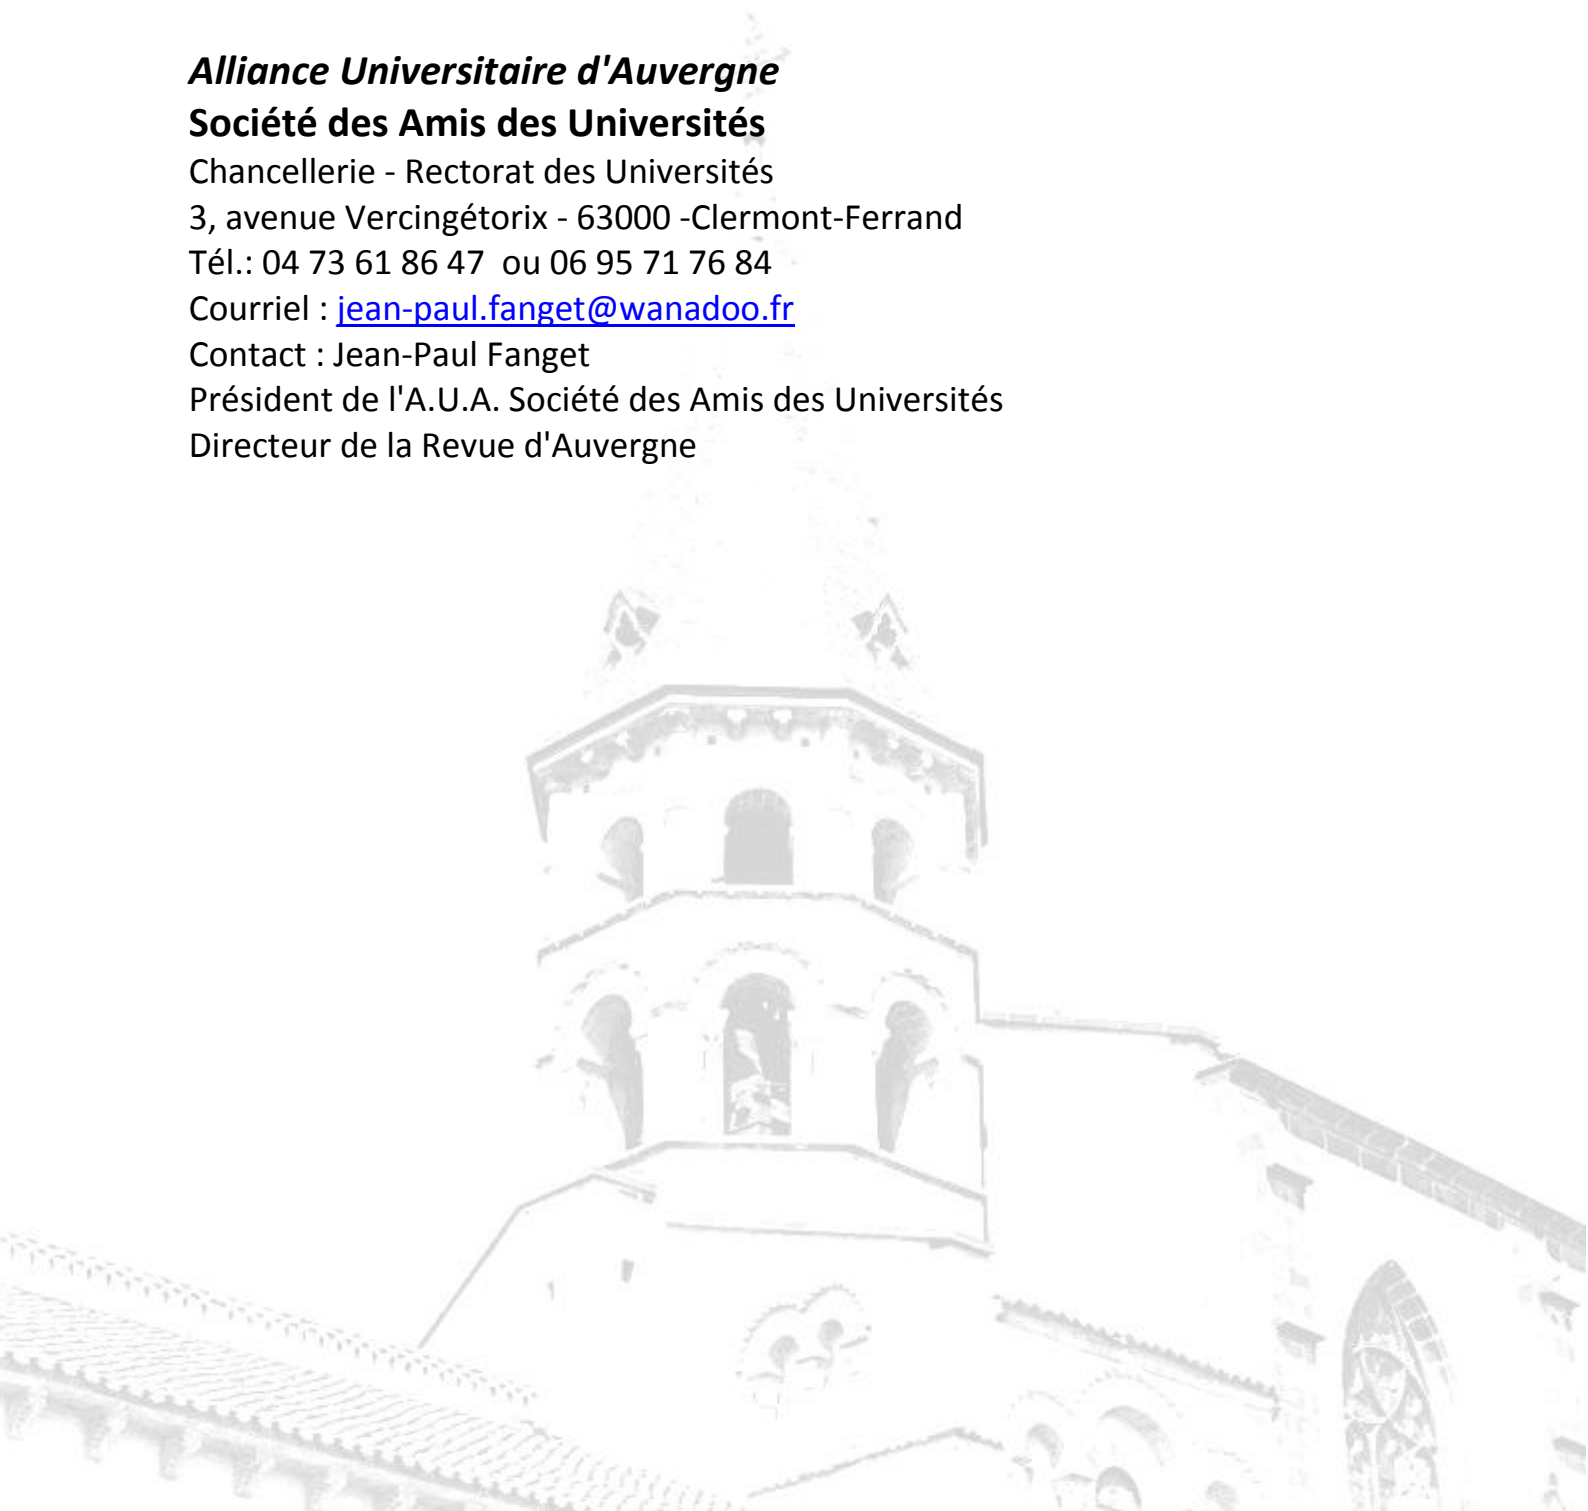 Alliance Universitaire d'Auvergne
Société des Amis des Universités
Chancellerie - Rectorat des Universités
3, avenue Vercingétorix - 63000 -Clermont-Ferrand
Tél.: 04 73 61 86 47  ou 06 95 71 76 84
Courriel : jean-paul.fanget@wanadoo.fr
Contact : Jean-Paul Fanget
Président de l'A.U.A. Société des Amis des Universités
Directeur de la Revue d'Auvergne